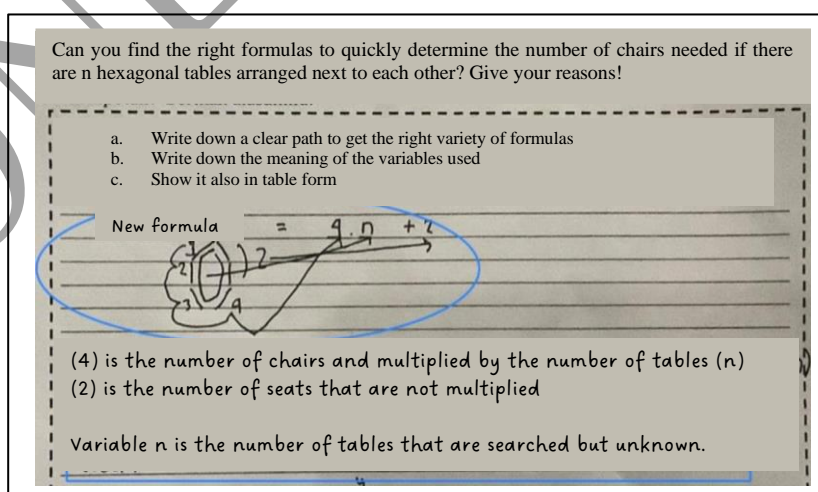 Can you find the right formulas to quickly determine the number of chairs needed if there
are n hexagonal tables arranged next to each other? Give your reasons!
a. Write down a clear path to get the right variety of formulas
b. Write down the meaning of the variables used
c. Show it also in table form
New formula = 4 . n + 2
1
2
2
3
4
(4) is the number of chairs and multiplied by the number of tables (n)
(2) is the number of seats that are not multiplied
Variable n is the number of tables that are searched but unknown.